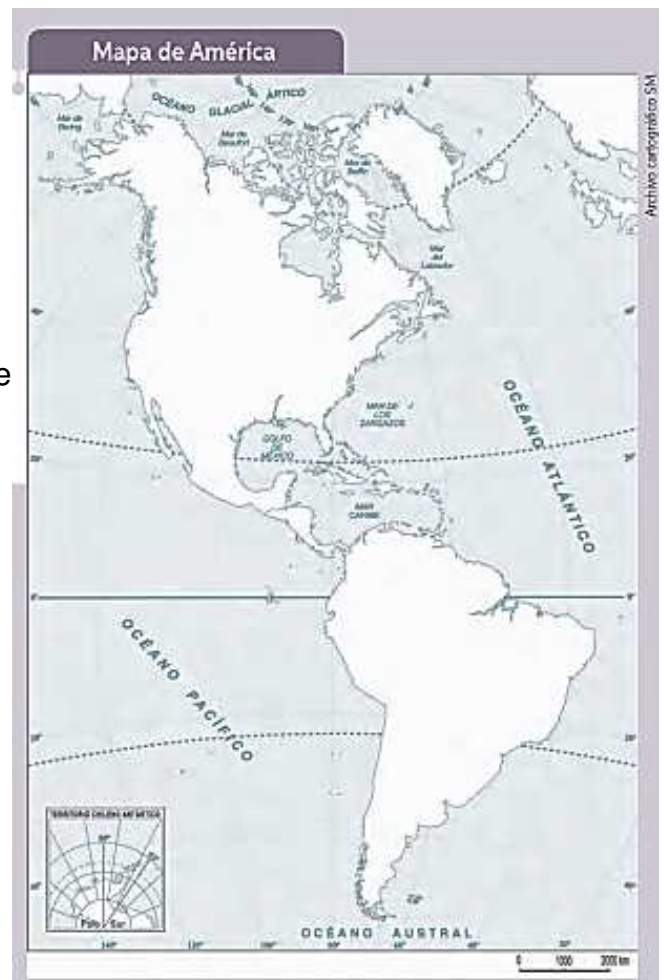 Mapa de América
Archivo cartográfico SM
OCÉANO GLACIAL ÁRTICO
Mar de
Bering
Mar de
Beaufort
Mar de
Baffin
Mar
del
Labrador
e
MAR DE
LOS
SARGAZOS
GOLFO
DE
MÉXICO
OCÉANO ATLÁNTICO
MAR
CARIBE
0°
0°
OCÉANO PACÍFICO
TERRITORIO CHILENO ANTÁRTICO
Polo Sur
OCÉANO AUSTRAL
0 1000 2000 km